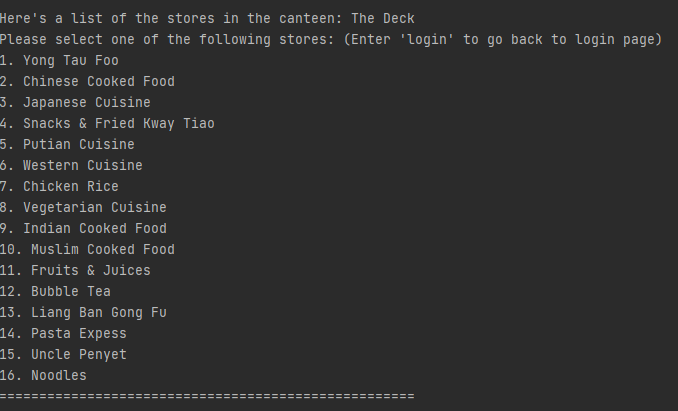 Here's a list of the stores in the canteen: The Deck
Please select one of the following stores: (Enter 'login' to go back to login page)
1. Yong Tau Foo
2. Chinese Cooked Food
3. Japanese Cuisine
4. Snacks & Fried Kway Tiao
5. Putian Cuisine
6. Western Cuisine
7. Chicken Rice
8. Vegetarian Cuisine
9. Indian Cooked Food
10. Muslim Cooked Food
11. Fruits & Juices
12. Bubble Tea
13. Liang Ban Gong Fu
14. Pasta Expess
15. Uncle Penyet
16. Noodles
====================================================